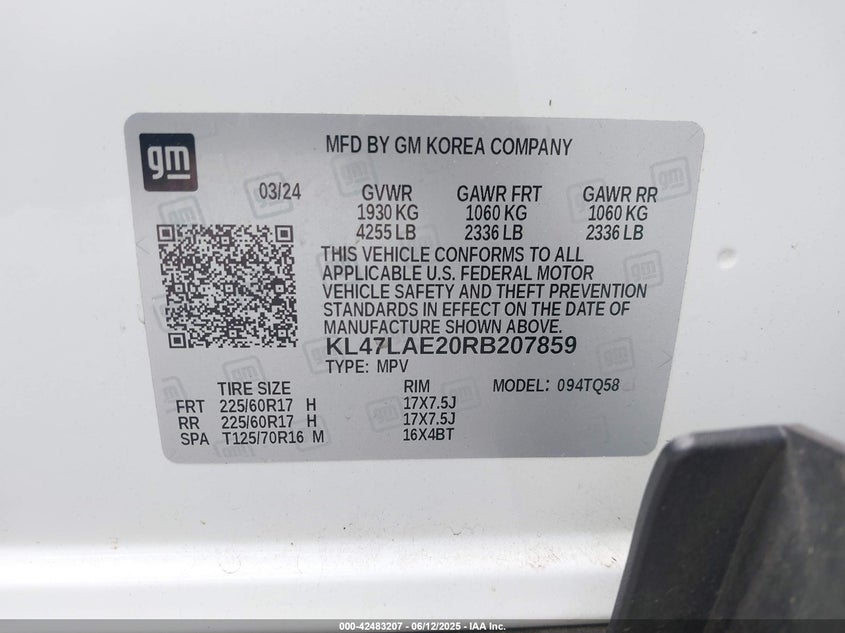 gm
MFD BY GM KOREA COMPANY
03/24 GVWR GAWR FRT GAWR RR
1930 KG 1060 KG 1060 KG
4255 LB 2336 LB 2336 LB
THIS VEHICLE CONFORMS TO ALL
APPLICABLE U.S. FEDERAL MOTOR
VEHICLE SAFETY AND THEFT PREVENTION
STANDARDS IN EFFECT ON THE DATE OF
MANUFACTURE SHOWN ABOVE.
KL47LAE20RB207859
TYPE: MPV
TIRE SIZE RIM MODEL: 094TQ58
FRT 225/60R17 H 17X7.5J
RR 225/60R17 H 17X7.5J
SPA T125/70R16 M 16X4BT
000-42483207 - 06/12/2025 - IAA Inc.